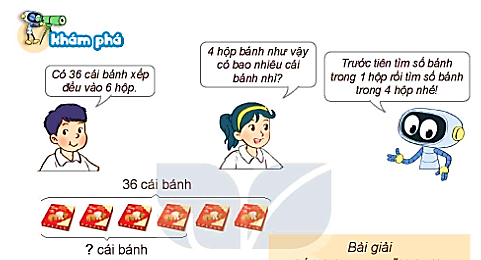 Khám phá
Có 36 cái bánh xếp
đều vào 6 hộp.
4 hộp bánh như vậy
có bao nhiêu cái
bánh nhỉ?
Trước tiên tìm số bánh
trong 1 hộp rồi tìm số bánh
trong 4 hộp nhé!
36 cái bánh
? cái bánh
Bài giải